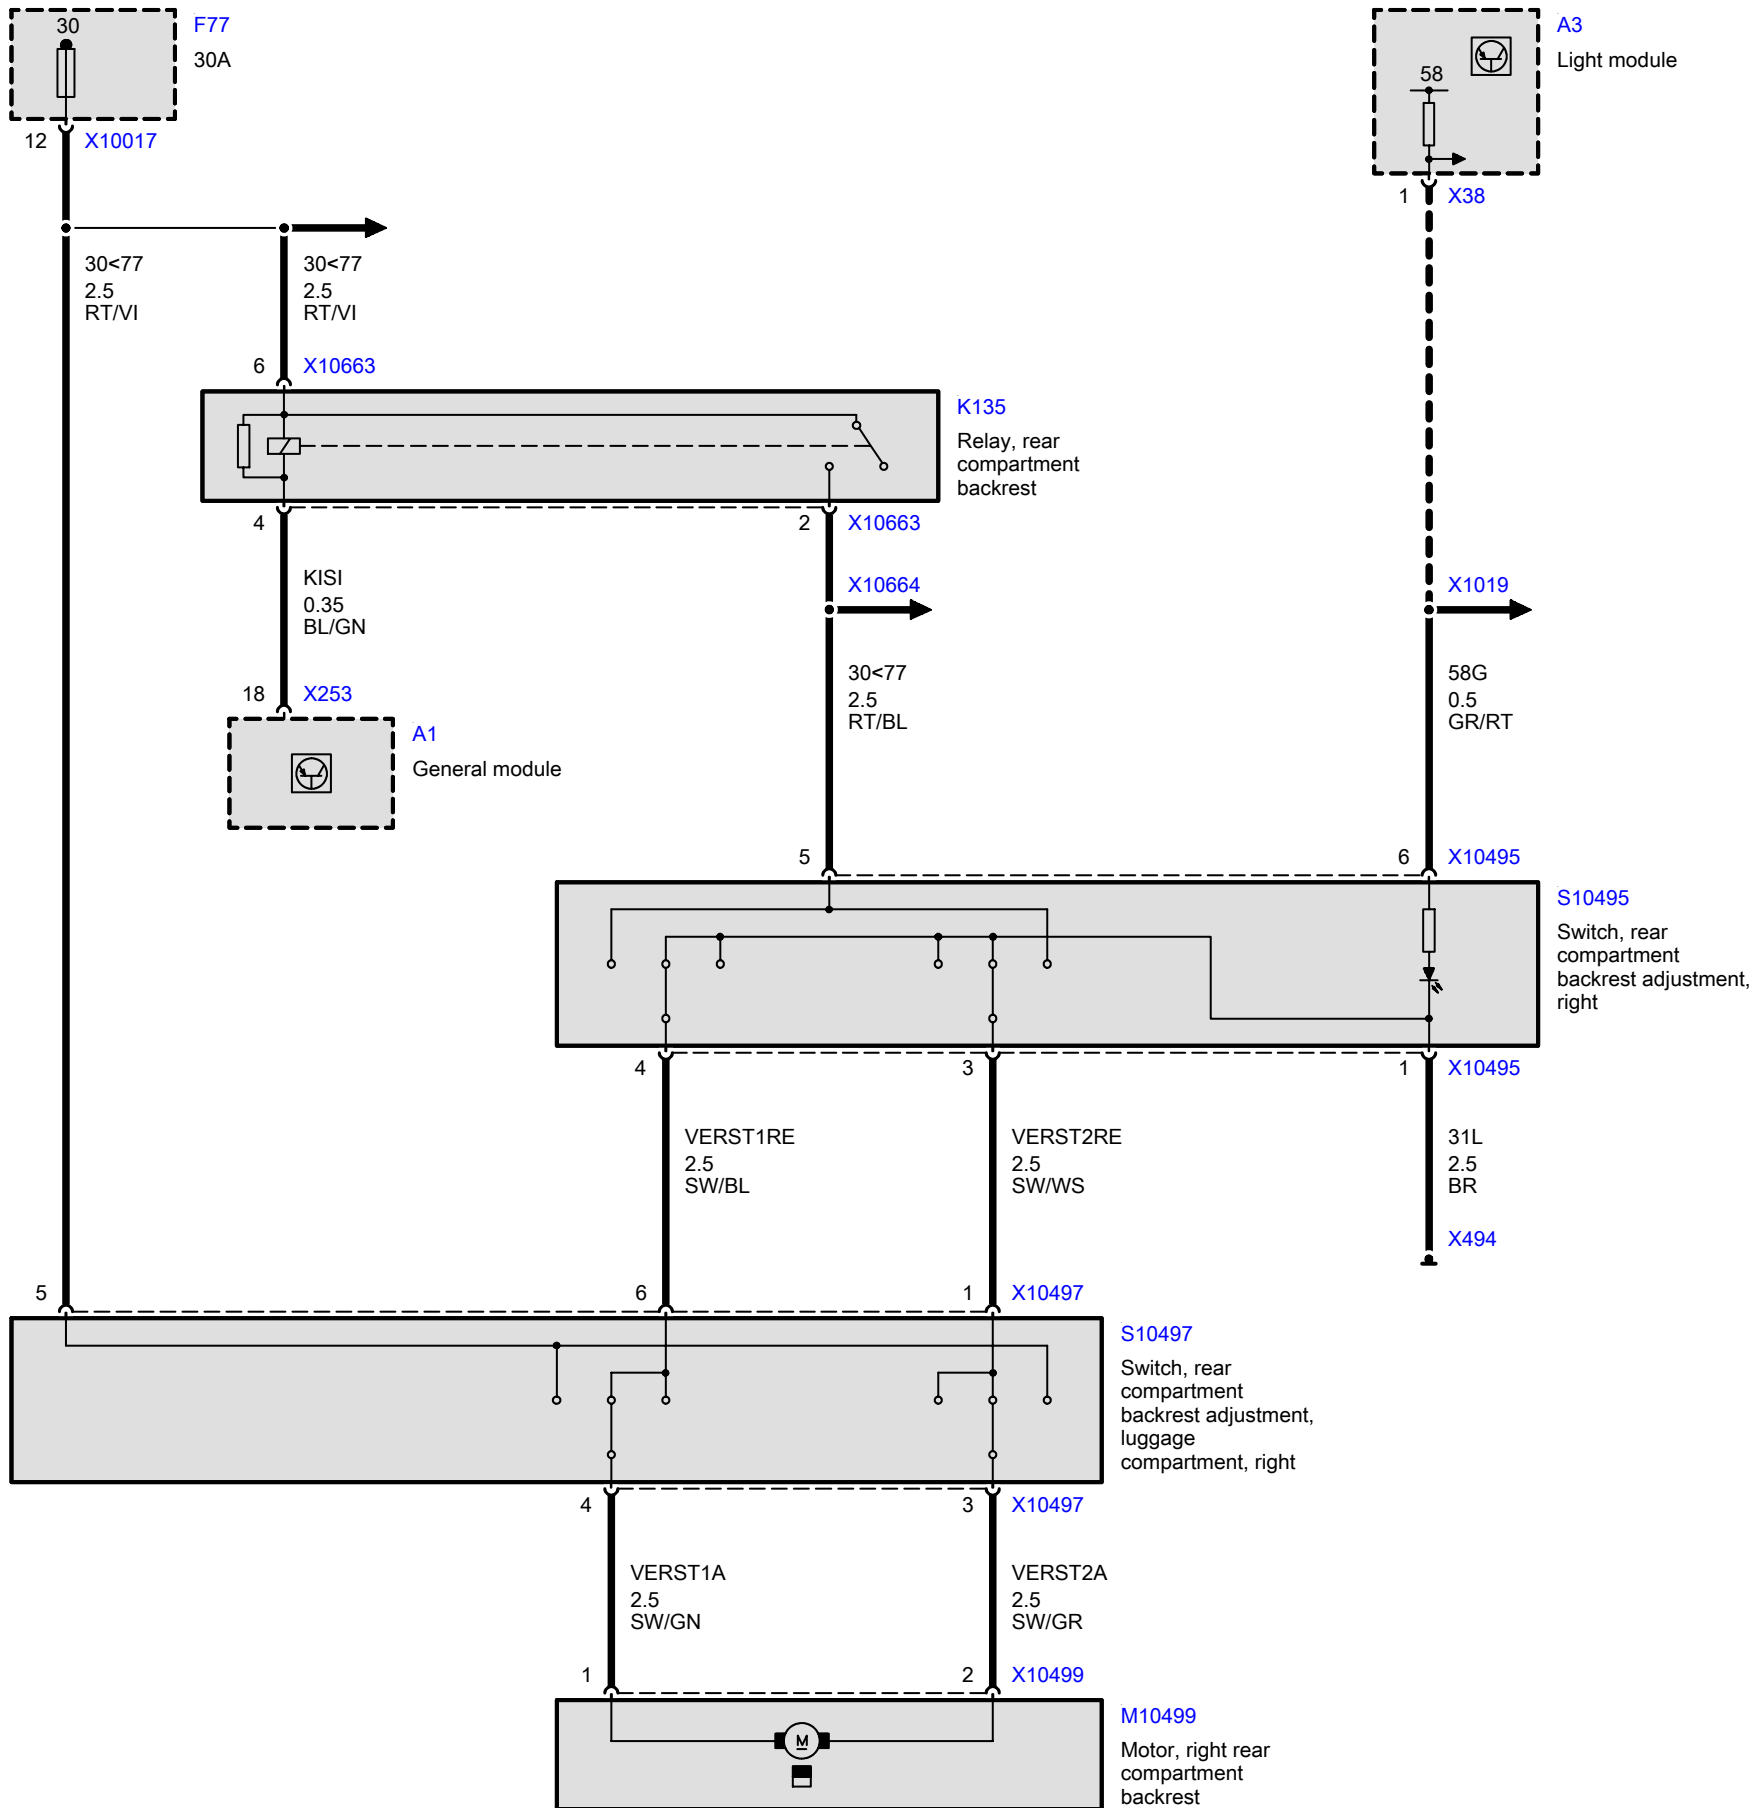 30
F77
30A
12
X10017
A3
Light module
58
1
X38
30<77
2.5
RT/VI
30<77
2.5
RT/VI
6
X10663
K135
Relay, rear
compartment
backrest
4
2
X10663
KISI
0.35
BL/GN
X10664
X1019
18
X253
A1
General module
30<77
2.5
RT/BL
58G
0.5
GR/RT
5
6
X10495
S10495
Switch, rear
compartment
backrest adjustment,
right
4
3
1
X10495
VERST1RE
2.5
SW/BL
VERST2RE
2.5
SW/WS
31L
2.5
BR
X494
5
6
1
X10497
S10497
Switch, rear
compartment
backrest adjustment,
luggage
compartment, right
4
3
X10497
VERST1A
2.5
SW/GN
VERST2A
2.5
SW/GR
1
2
X10499
M
M10499
Motor, right rear
compartment
backrest